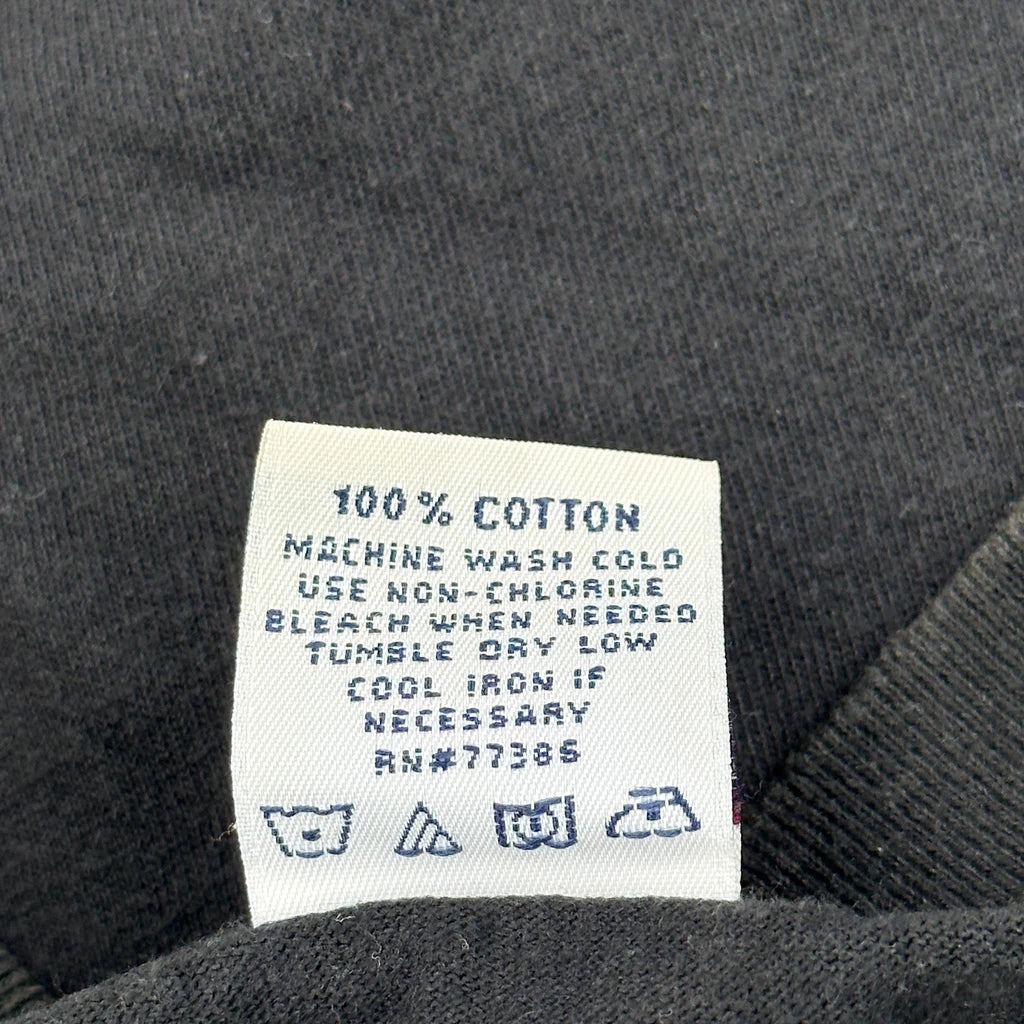 100% COTTON
MACHINE WASH COLD
USE NON-CHLORINE
BLEACH WHEN NEEDED
TUMBLE DRY LOW
COOL IRON IF
NECESSARY
RN#77386